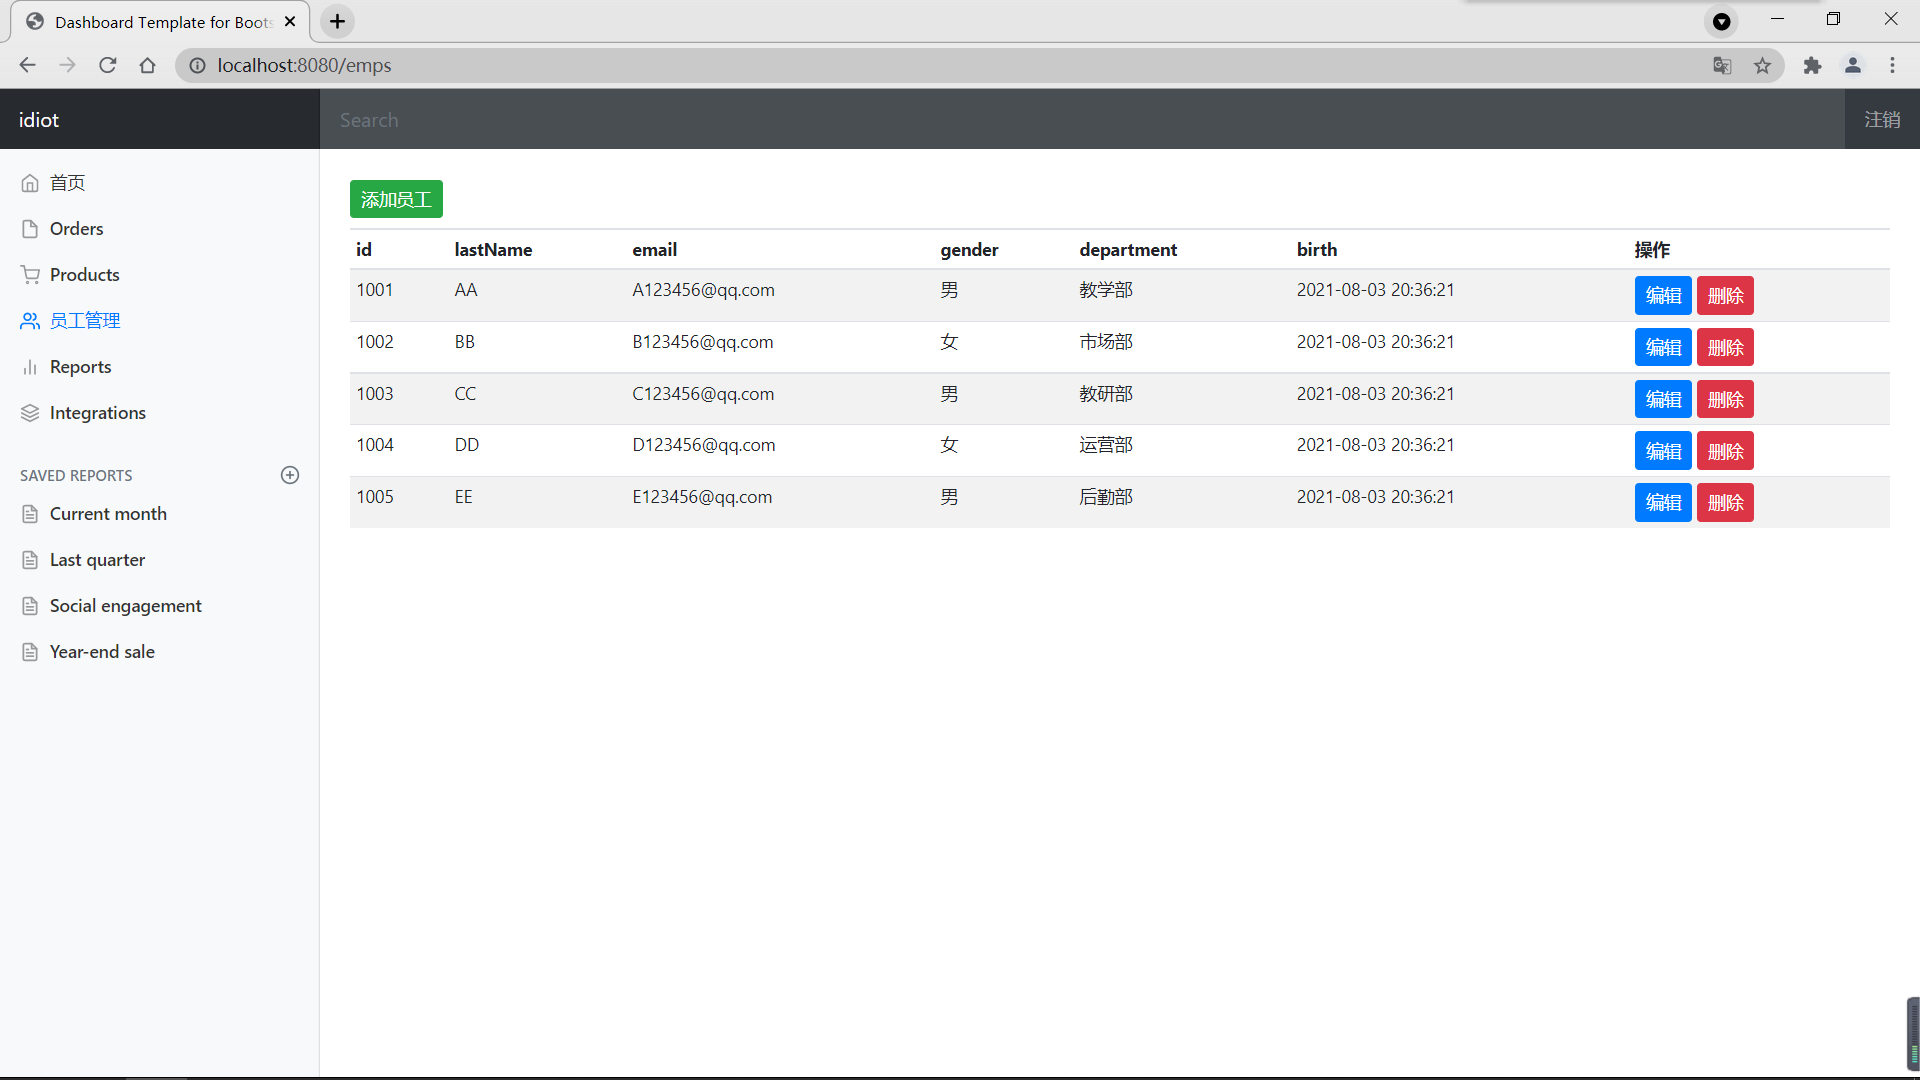 Dashboard Template for Boots
localhost:8080/emps
idiot
Search
注销
首页
Orders
Products
员工管理
Reports
Integrations
SAVED REPORTS
Current month
Last quarter
Social engagement
Year-end sale
添加员工
id lastName email gender department birth 操作
1001 AA A123456@qq.com 男 教学部 2021-08-03 20:36:21 编辑 删除
1002 BB B123456@qq.com 女 市场部 2021-08-03 20:36:21 编辑 删除
1003 CC C123456@qq.com 男 教研部 2021-08-03 20:36:21 编辑 删除
1004 DD D123456@qq.com 女 运营部 2021-08-03 20:36:21 编辑 删除
1005 EE E123456@qq.com 男 后勤部 2021-08-03 20:36:21 编辑 删除